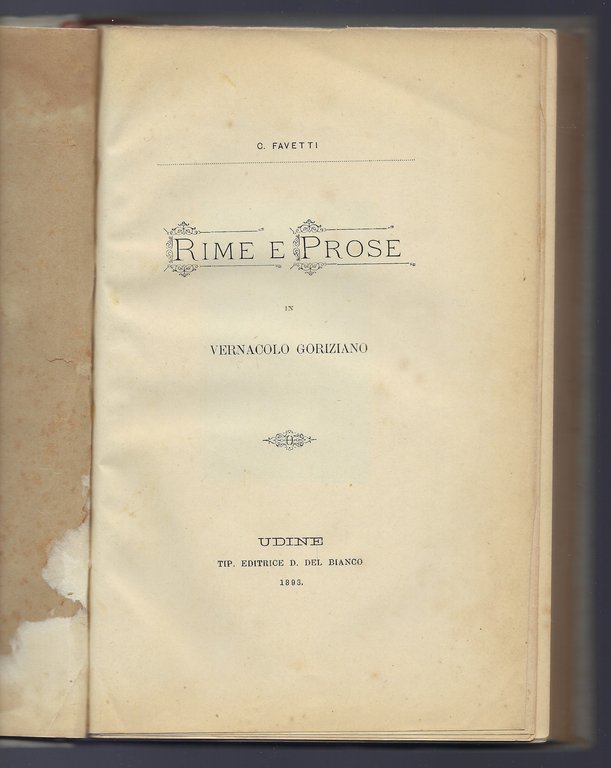 C. FAVETTI
RIME E PROSE
IN
VERNACOLO GORIZIANO
UDINE
TIP. EDITRICE D. DEL BIANCO
1893.